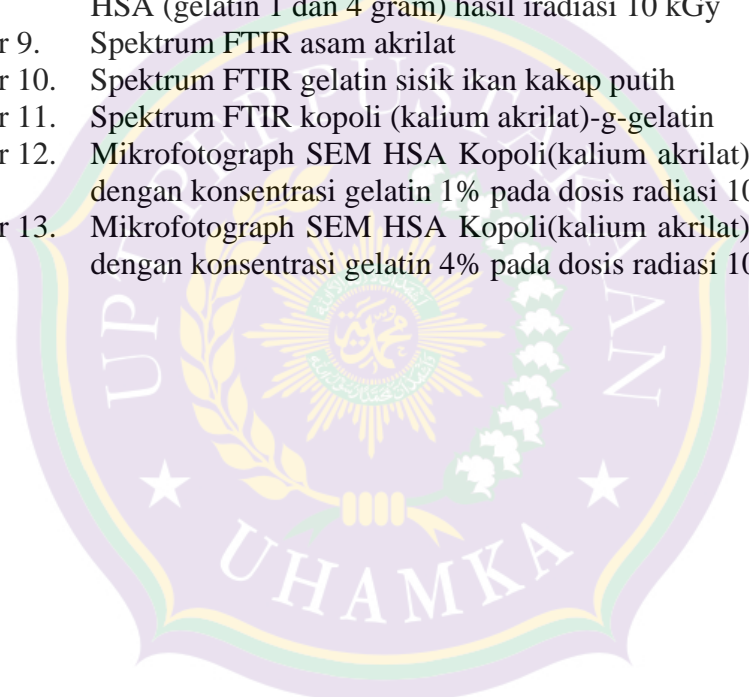 HSA (gelatin 1 dan 4 gram) hasil iradiasi 10 kGy
r 9. Spektrum FTIR asam akrilat
r 10. Spektrum FTIR gelatin sisik ikan kakap putih
r 11. Spektrum FTIR kopoli (kalium akrilat)-g-gelatin
r 12. Mikrofotograph SEM HSA Kopoli(kalium akrilat)
dengan konsentrasi gelatin 1% pada dosis radiasi 10
r 13. Mikrofotograph SEM HSA Kopoli(kalium akrilat)
dengan konsentrasi gelatin 4% pada dosis radiasi 10
UPT PERPUSTAKAAN
UHAMKA